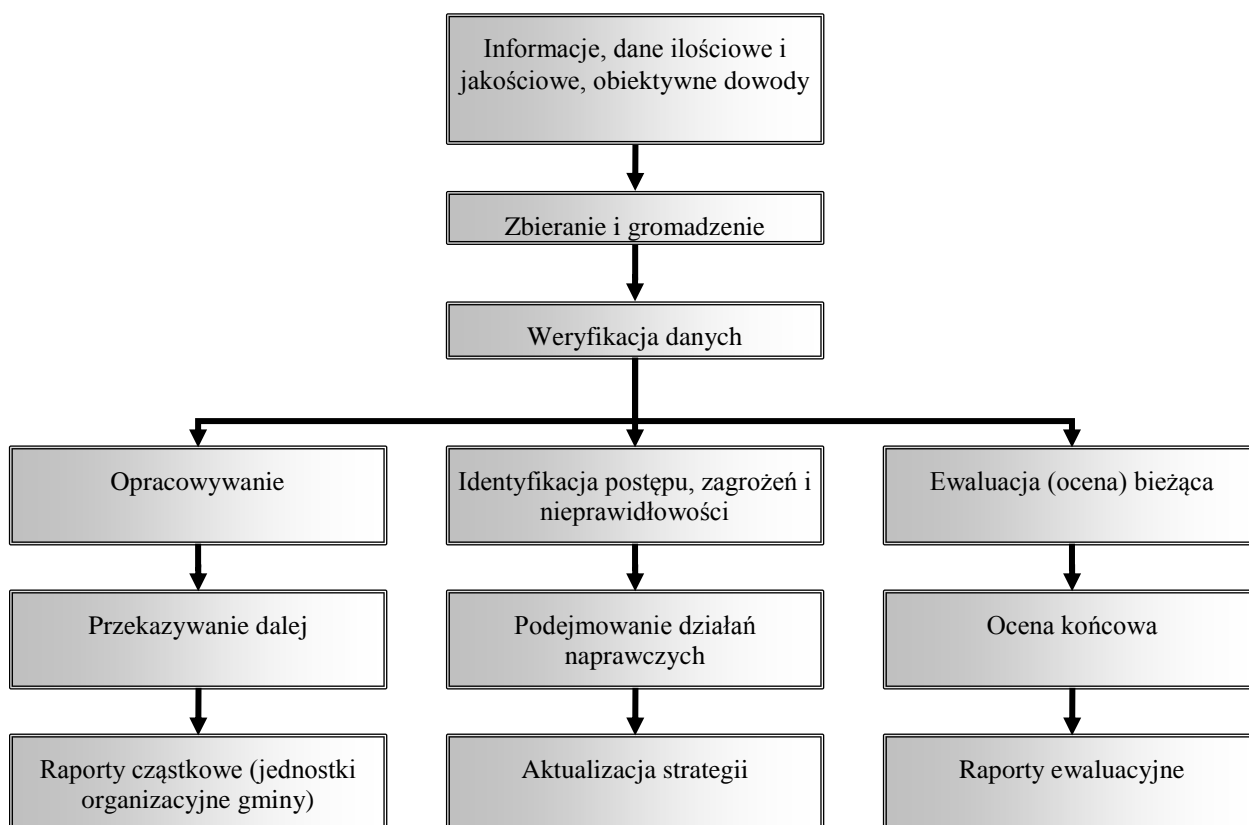 Informacje, dane ilościowe i
jakościowe, obiektywne dowody
Zbieranie i gromadzenie
Weryfikacja danych
Opracowywanie
Identyfikacja postępu, zagrożeń i
nieprawidłowości
Ewaluacja (ocena) bieżąca
Przekazywanie dalej
Podejmowanie działań
naprawczych
Ocena końcowa
Raporty cząstkowe (jednostki
organizacyjne gminy)
Aktualizacja strategii
Raporty ewaluacyjne